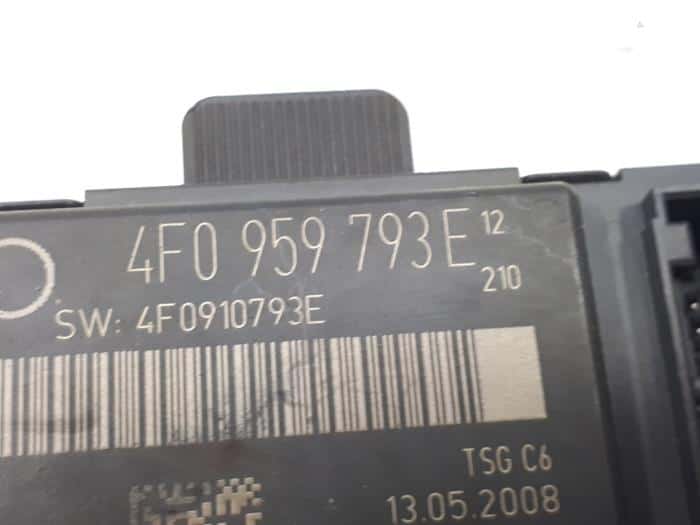 4F0 959 793E 12
210
SW: 4F0910793E
TSG C6
13.05.2008